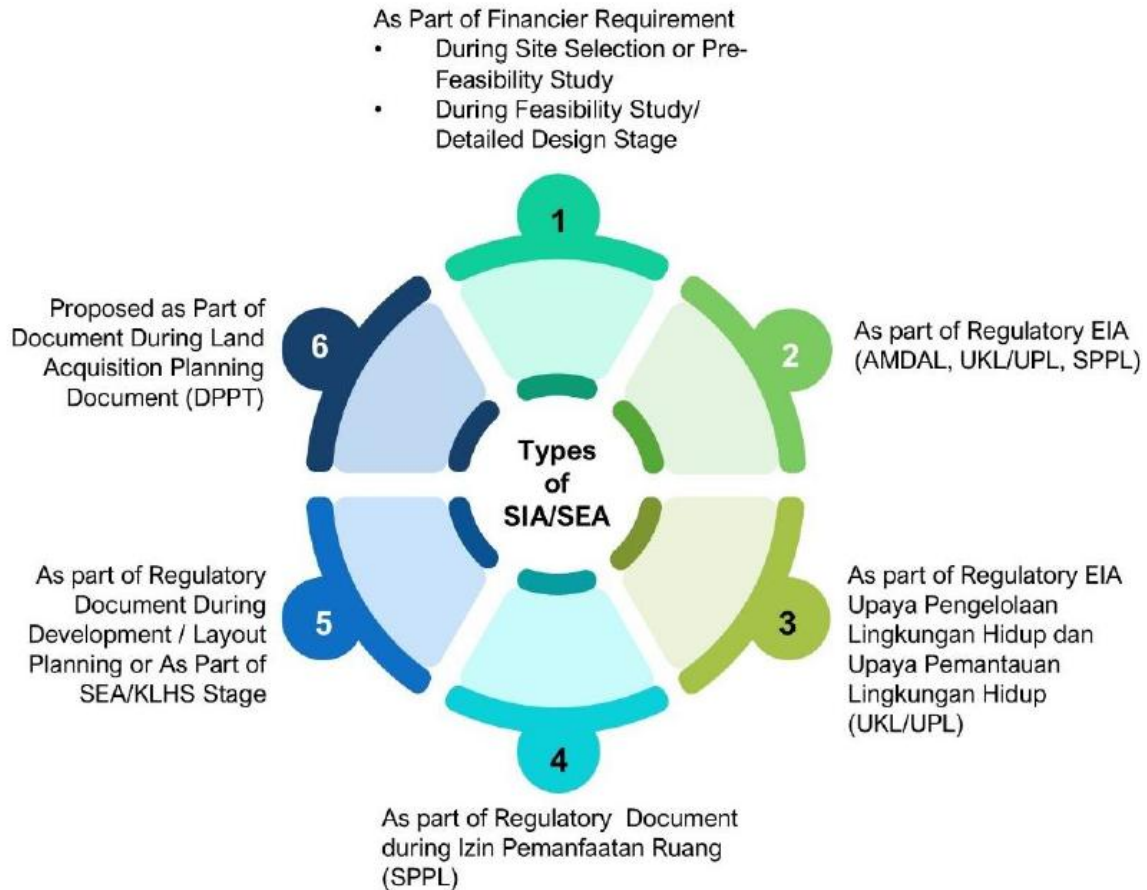 As Part of Financier Requirement
• During Site Selection or Pre-
Feasibility Study
• During Feasibility Study/
Detailed Design Stage
1
2
As part of Regulatory EIA
(AMDAL, UKL/UPL, SPPL)
3
As part of Regulatory EIA
Upaya Pengelolaan
Lingkungan Hidup dan
Upaya Pemantauan
Lingkungan Hidup
(UKL/UPL)
4
As part of Regulatory Document
during Izin Pemanfaatan Ruang
(SPPL)
5
As part of Regulatory
Document During
Development / Layout
Planning or As Part of
SEA/KLHS Stage
6
Proposed as Part of
Document During Land
Acquisition Planning
Document (DPPT)
Types
of
SIA/SEA